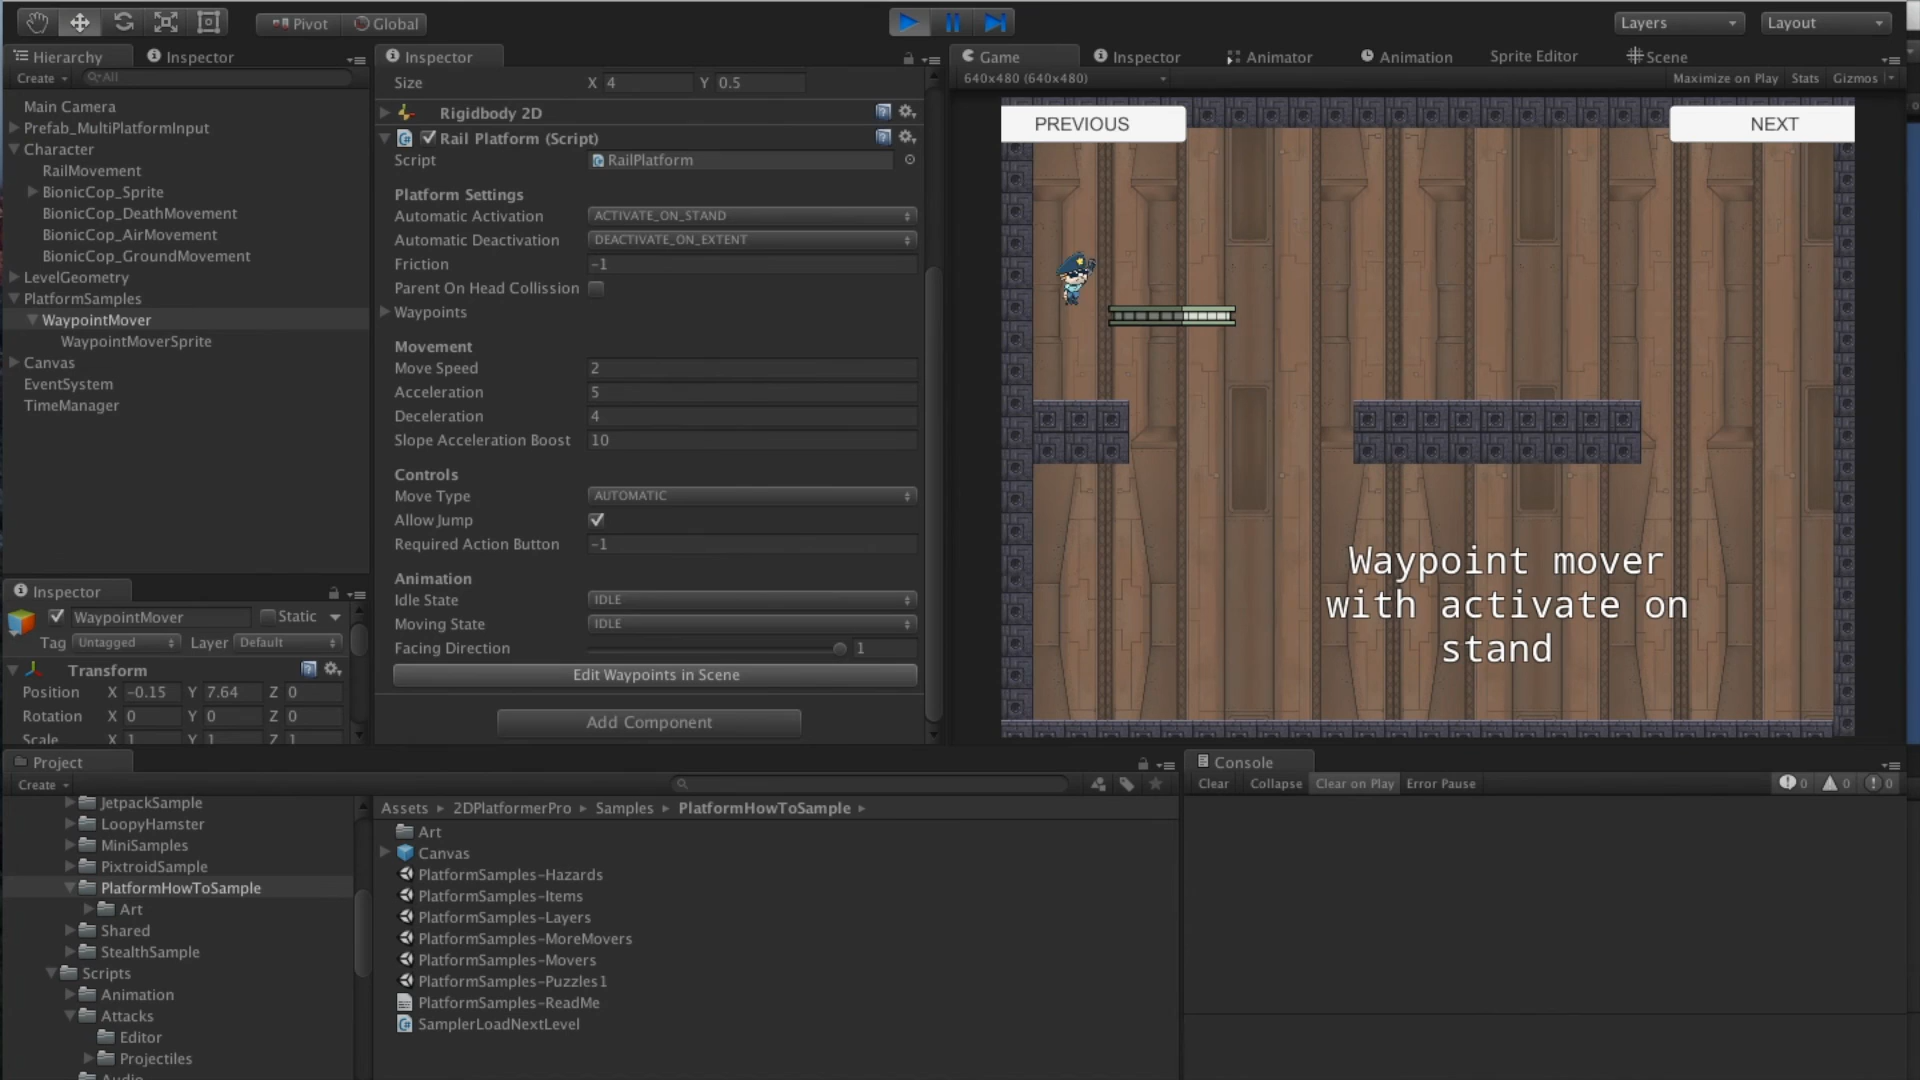 Pivot
Global
Layers
Layout
Hierarchy
Inspector
Create
All
Main Camera
Prefab_MultiPlatformInput
Character
RailMovement
BionicCop_Sprite
BionicCop_DeathMovement
BionicCop_AirMovement
BionicCop_GroundMovement
LevelGeometry
PlatformSamples
WaypointMover
WaypointMoverSprite
Canvas
EventSystem
TimeManager
Inspector
WaypointMover
Static
Tag Untagged Layer Default
Transform
Position X -0.15 Y 7.64 Z 0
Rotation X 0 Y 0 Z 0
Scale X 1 Y 1 Z 1
Inspector
Size X 4 Y 0.5
Rigidbody 2D
Rail Platform (Script)
Script RailPlatform
Platform Settings
Automatic Activation ACTIVATE_ON_STAND
Automatic Deactivation DEACTIVATE_ON_EXTENT
Friction -1
Parent On Head Collission
Waypoints
Movement
Move Speed 2
Acceleration 5
Deceleration 4
Slope Acceleration Boost 10
Controls
Move Type AUTOMATIC
Allow Jump
Required Action Button -1
Animation
Idle State IDLE
Moving State IDLE
Facing Direction 1
Edit Waypoints in Scene
Add Component
Game
Inspector
Animator
Animation
Sprite Editor
Scene
640x480 (640x480)
Maximize on Play Stats Gizmos
PREVIOUS
NEXT
Waypoint mover
with activate on
stand
Project
Create
JetpackSample
LoopyHamster
MiniSamples
PixtroidSample
PlatformHowToSample
Art
Shared
StealthSample
Scripts
Animation
Attacks
Editor
Projectiles
Audio
Assets 2DPlatformerPro Samples PlatformHowToSample
Art
Canvas
PlatformSamples-Hazards
PlatformSamples-Items
PlatformSamples-Layers
PlatformSamples-MoreMovers
PlatformSamples-Movers
PlatformSamples-Puzzles1
PlatformSamples-ReadMe
SamplerLoadNextLevel
Console
Clear Collapse Clear on Play Error Pause
0 0 0